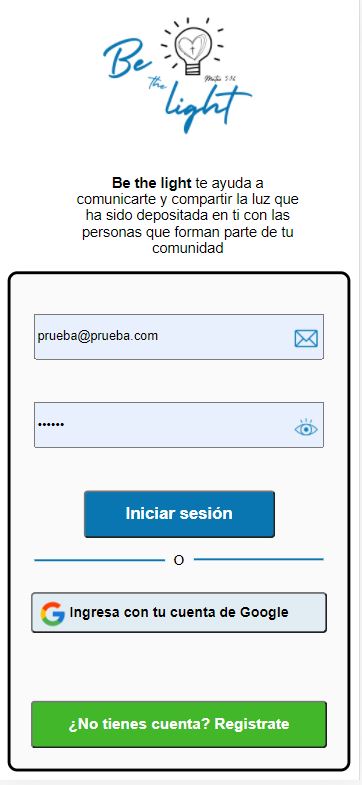 Be
the
Mateo 5:16
light
Be the light te ayuda a
comunicarte y compartir la luz que
ha sido depositada en ti con las
personas que forman parte de tu
comunidad
prueba@prueba.com
••••••
Iniciar sesión
O
Ingresa con tu cuenta de Google
¿No tienes cuenta? Registrate